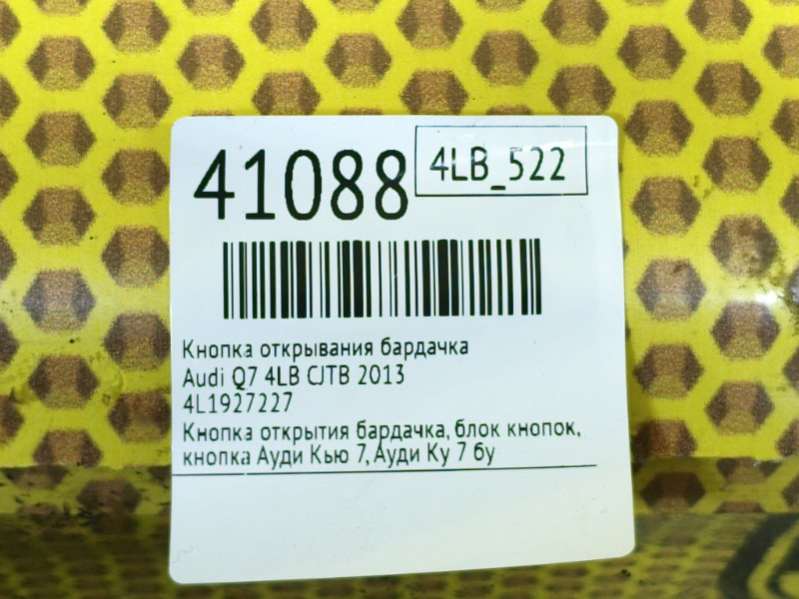 41088
4LB_522
Кнопка открывания бардачка
Audi Q7 4LB CJTB 2013
4L1927227
Кнопка открытия бардачка, блок кнопок,
кнопка Ауди Кью 7, Ауди Ку 7 бу